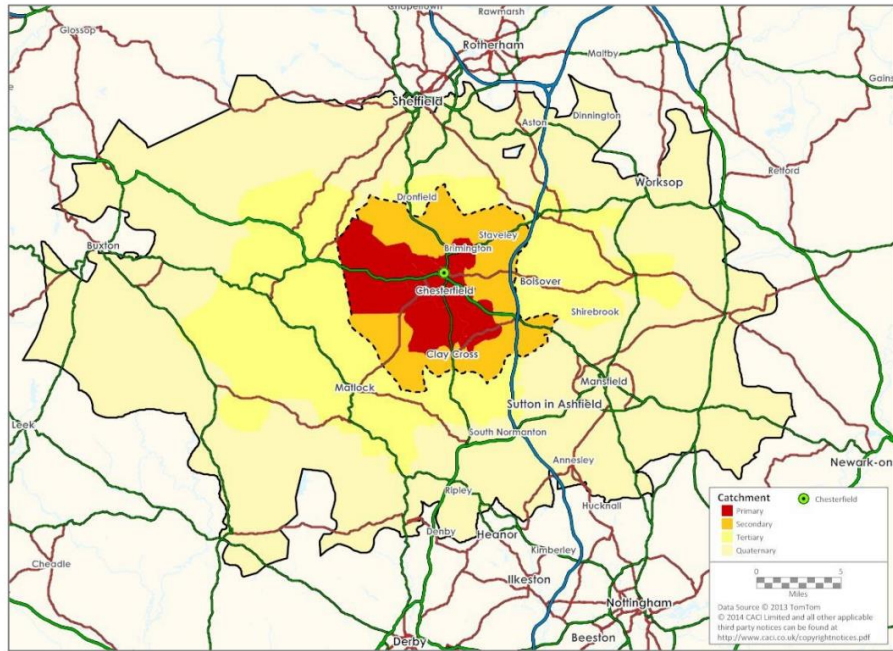 Chapeltown
Rawmarsh
Glossop
Rotherham
Maltby
Gains
Sheffield
Dinnington
Aston
Retford
Worksop
Dronfield
Buxton
Staveley
Brimington
Bolsover
Chesterfield
Shirebrook
Clay Cross
Matlock
Mansfield
Sutton in Ashfield
Leek
South Normanton
Annesley
Newark-on
Ripley
Hucknall
Denby
Heanor
Kimberley
Cheadle
Ilkeston
Nottingham
Derby
Beeston
Catchment
Chesterfield
Primary
Secondary
Tertiary
Quaternary
0 5
Miles
Data Source © 2013 TomTom
© 2014 CACI Limited and all other applicable
third party notices can be found at
http://www.caci.co.uk/copyrightnotices.pdf